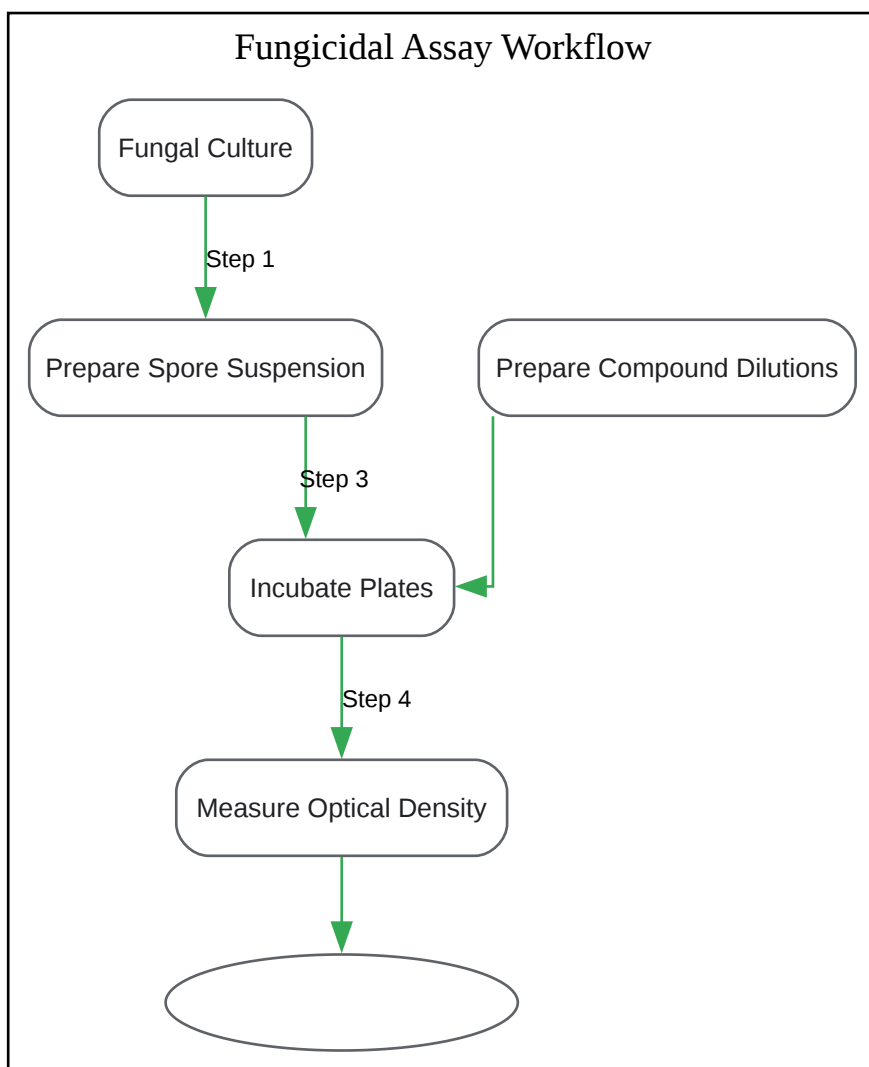 Fungicidal Assay Workflow
Fungal Culture
Step 1
Prepare Spore Suspension
Prepare Compound Dilutions
Step 3
Incubate Plates
Step 4
Measure Optical Density